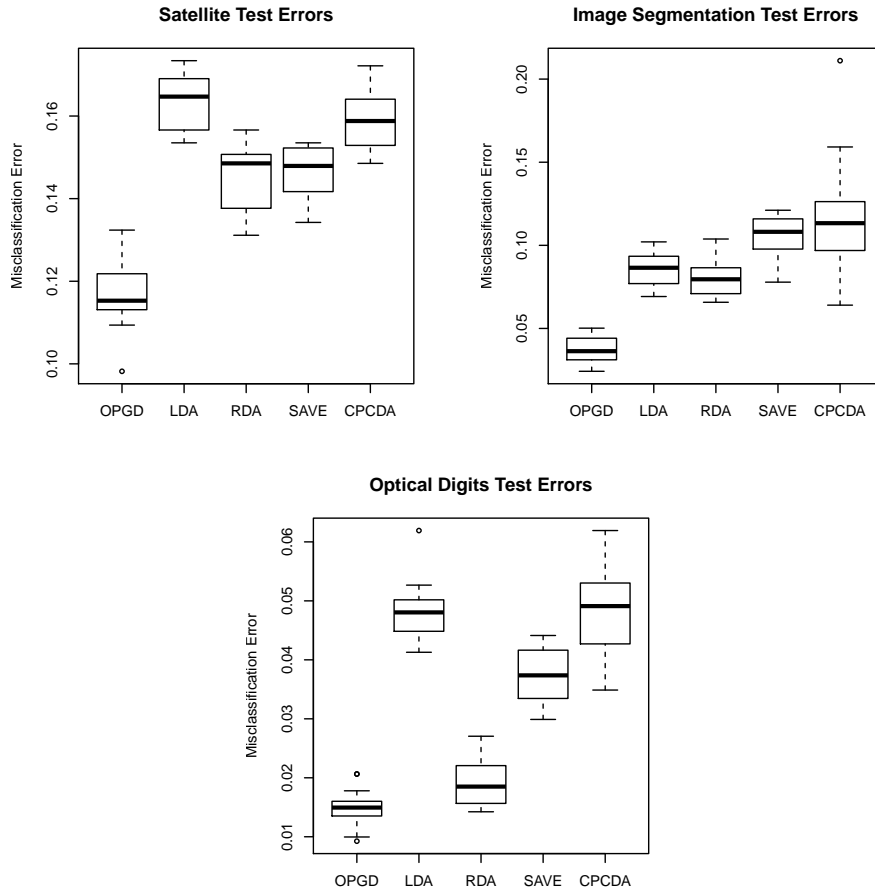 Satellite Test Errors
Misclassification Error
0.16
0.14
0.12
0.10
OPGD LDA RDA SAVE CPCDA
Image Segmentation Test Errors
Misclassification Error
0.20
0.15
0.10
0.05
OPGD LDA RDA SAVE CPCDA
Optical Digits Test Errors
Misclassification Error
0.06
0.05
0.04
0.03
0.02
0.01
OPGD LDA RDA SAVE CPCDA